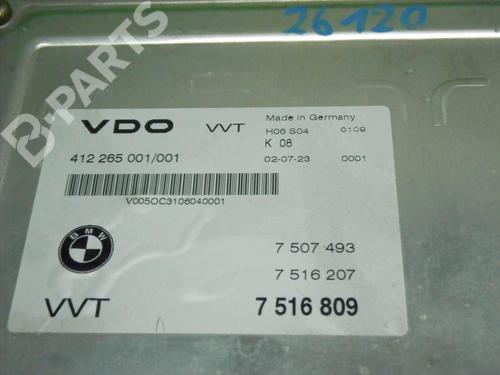 26120
B-PARTS
VDO VVT Made in Germany
H06 S04 0109
K 08
412 265 001/001 02-07-23 0001
V005OC3106040001
BMW
7 507 493
7 516 207
VVT 7 516 809